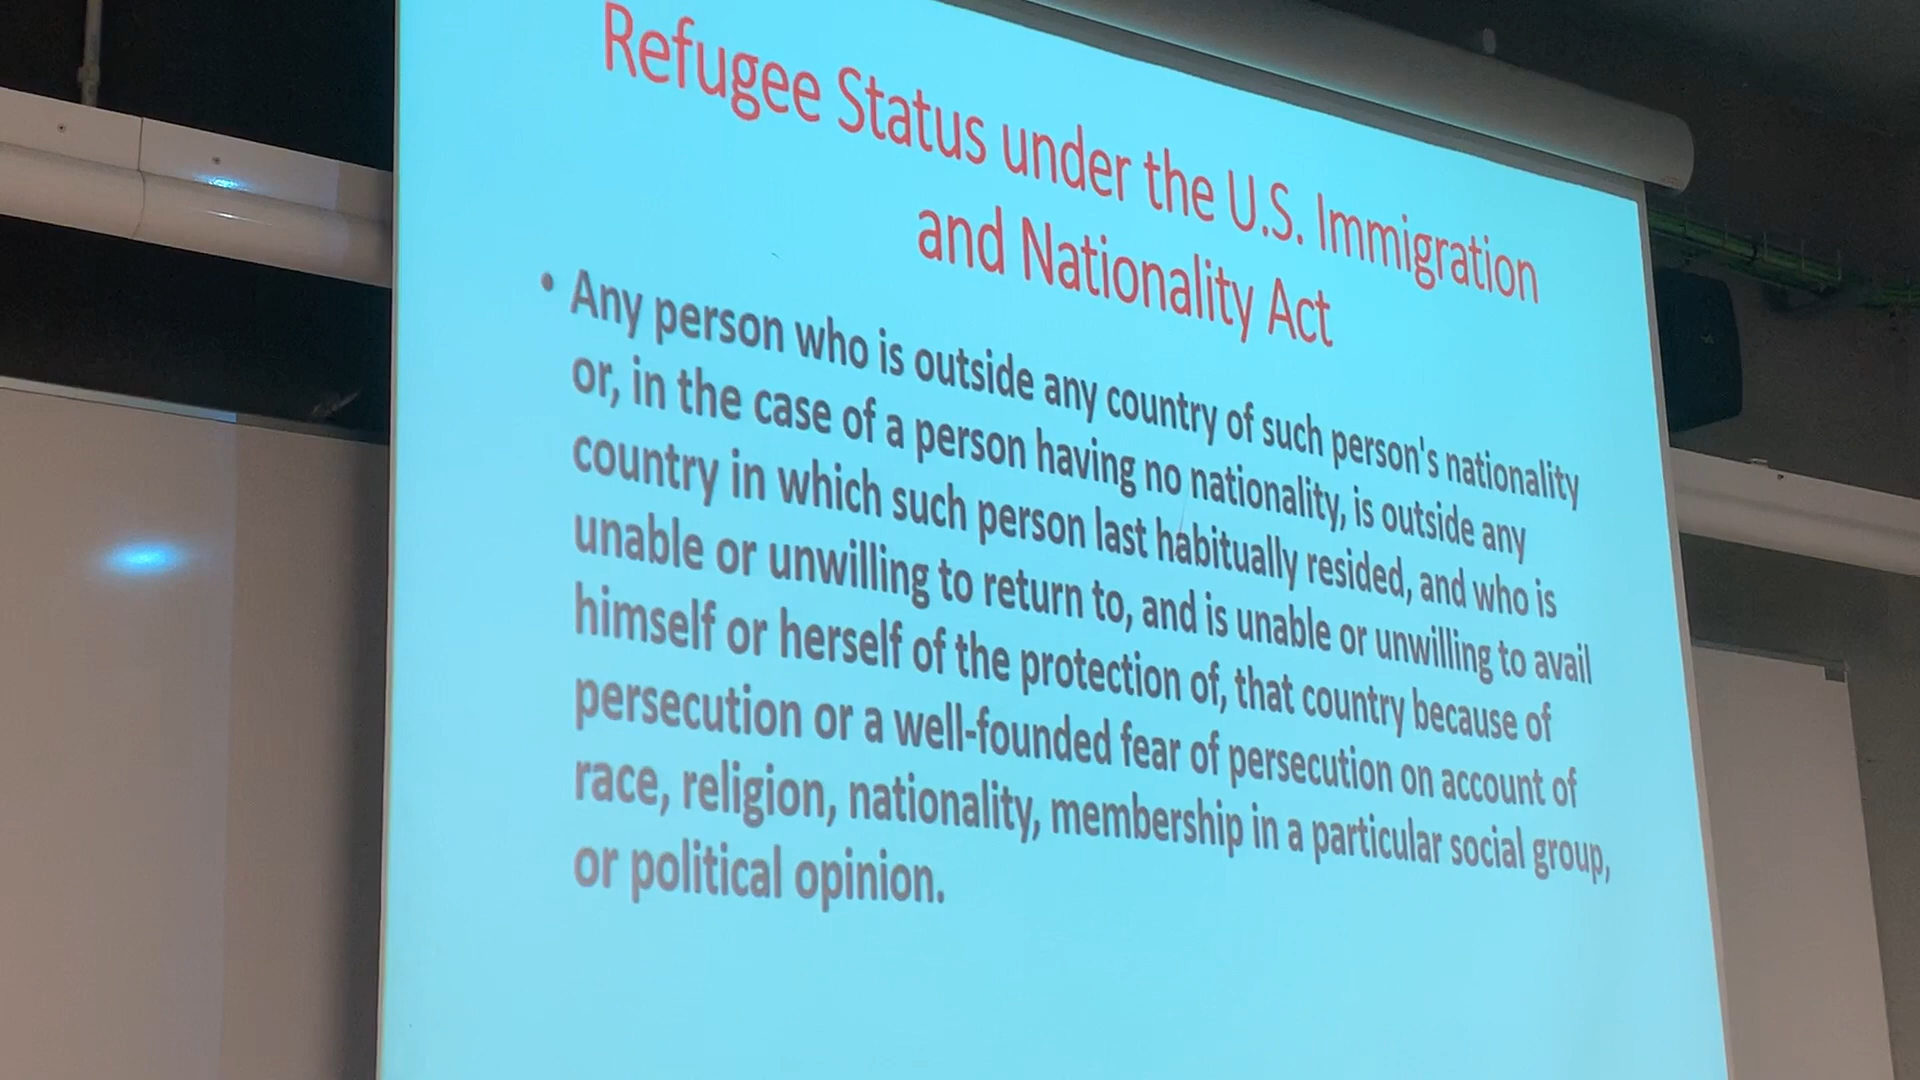 Refugee Status under the U.S. Immigration
and Nationality Act
• Any person who is outside any country of such person's nationality
or, in the case of a person having no nationality, is outside any
country in which such person last habitually resided, and who is
unable or unwilling to return to, and is unable or unwilling to avail
himself or herself of the protection of, that country because of
persecution or a well-founded fear of persecution on account of
race, religion, nationality, membership in a particular social group,
or political opinion.